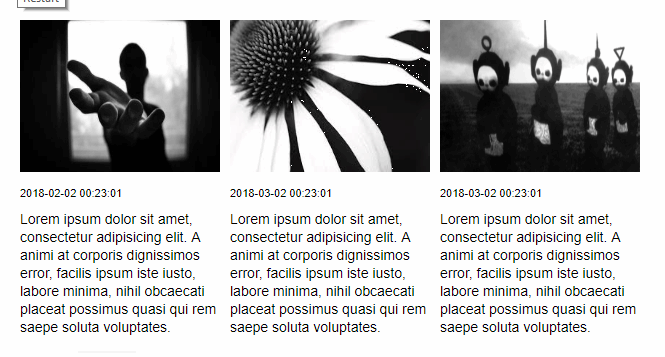 Restart
2018-02-02 00:23:01
Lorem ipsum dolor sit amet,
consectetur adipisicing elit. A
animi at corporis dignissimos
error, facilis ipsum iste iusto,
labore minima, nihil obcaecati
placeat possimus quasi qui rem
saepe soluta voluptates.
2018-03-02 00:23:01
Lorem ipsum dolor sit amet,
consectetur adipisicing elit. A
animi at corporis dignissimos
error, facilis ipsum iste iusto,
labore minima, nihil obcaecati
placeat possimus quasi qui rem
saepe soluta voluptates.
2018-03-02 00:23:01
Lorem ipsum dolor sit amet,
consectetur adipisicing elit. A
animi at corporis dignissimos
error, facilis ipsum iste iusto,
labore minima, nihil obcaecati
placeat possimus quasi qui rem
saepe soluta voluptates.